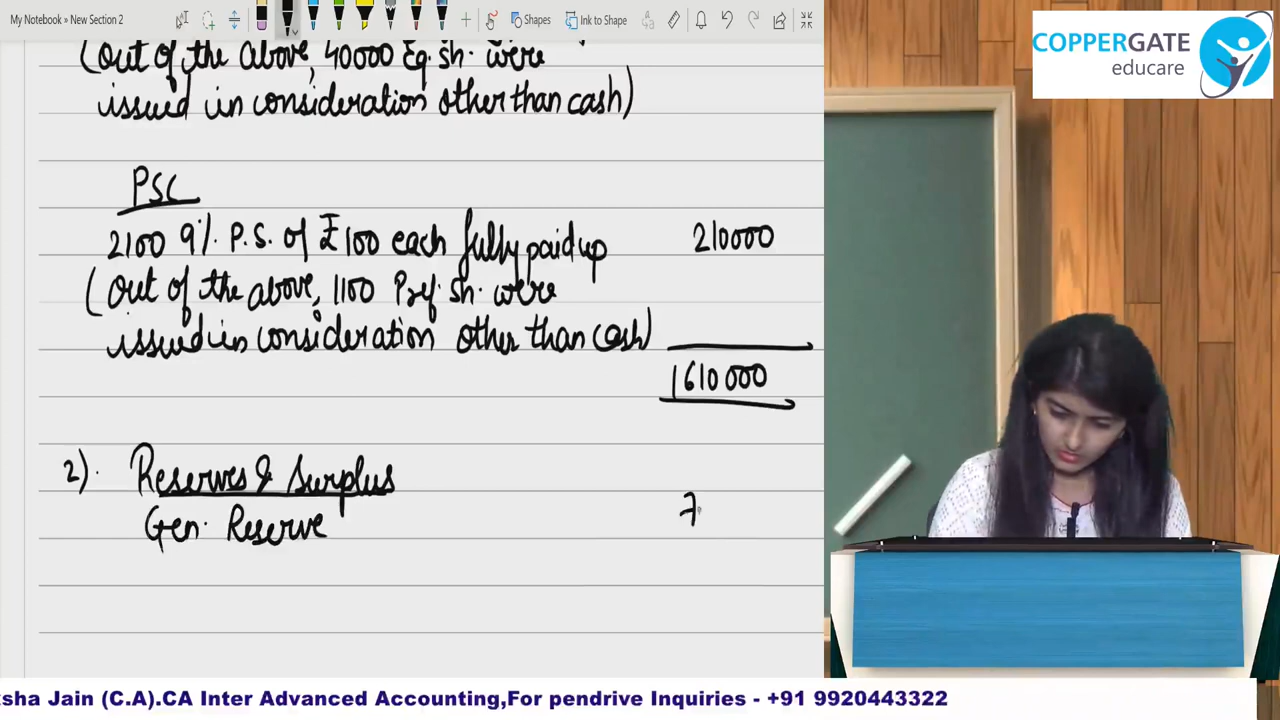 My Notebook » New Section 2
Shapes
Ink to Shape
COPPERGATE
educare
(Out of the above, 40000 Eq. sh. were
issued in consideration other than cash)
PSC
2100 9% P.S. of ₹100 each fully paid up 210000
(Out of the above, 1100 Pref. sh. were
issued in consideration other than cash)
1610000
2). Reserves & Surplus
Gen. Reserve 7
ksha Jain (C.A).CA Inter Advanced Accounting,For pendrive Inquiries - +91 9920443322